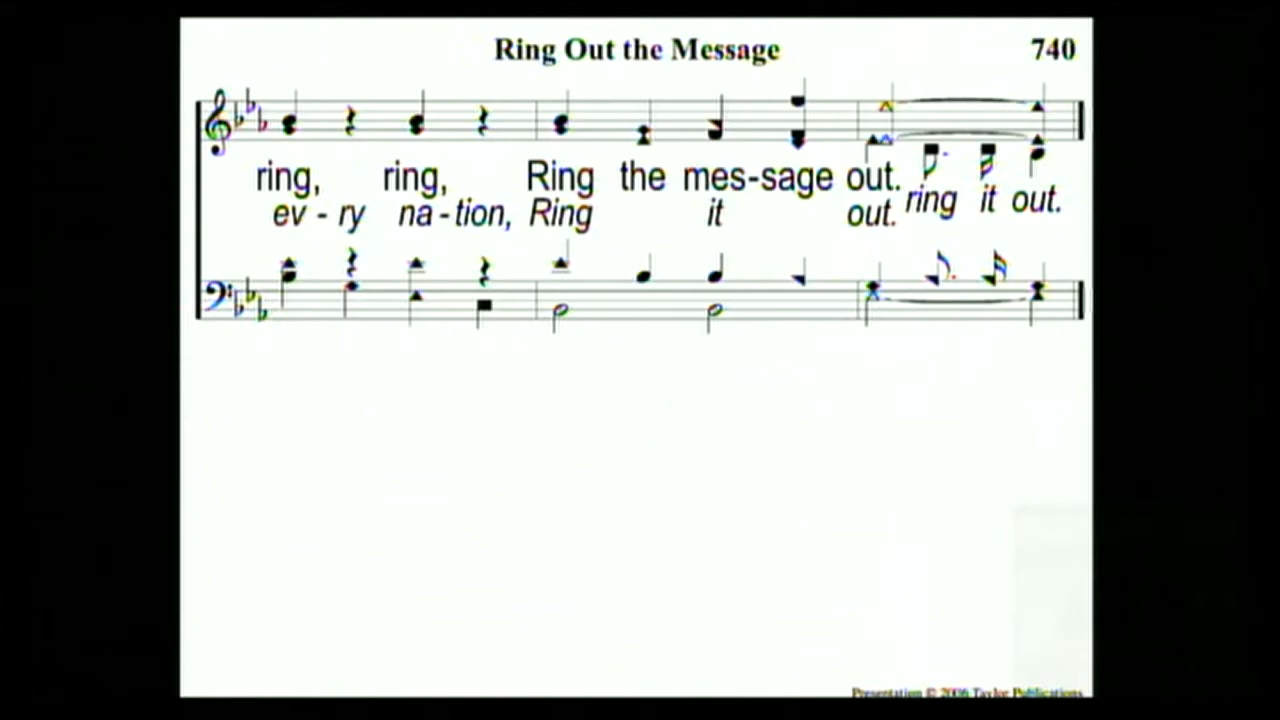 Ring Out the Message 740
ring, ring, Ring the mes-sage out.
ev - ry na - tion, Ring it out. ring it out.
Presentation © 2006 Taylor Publications